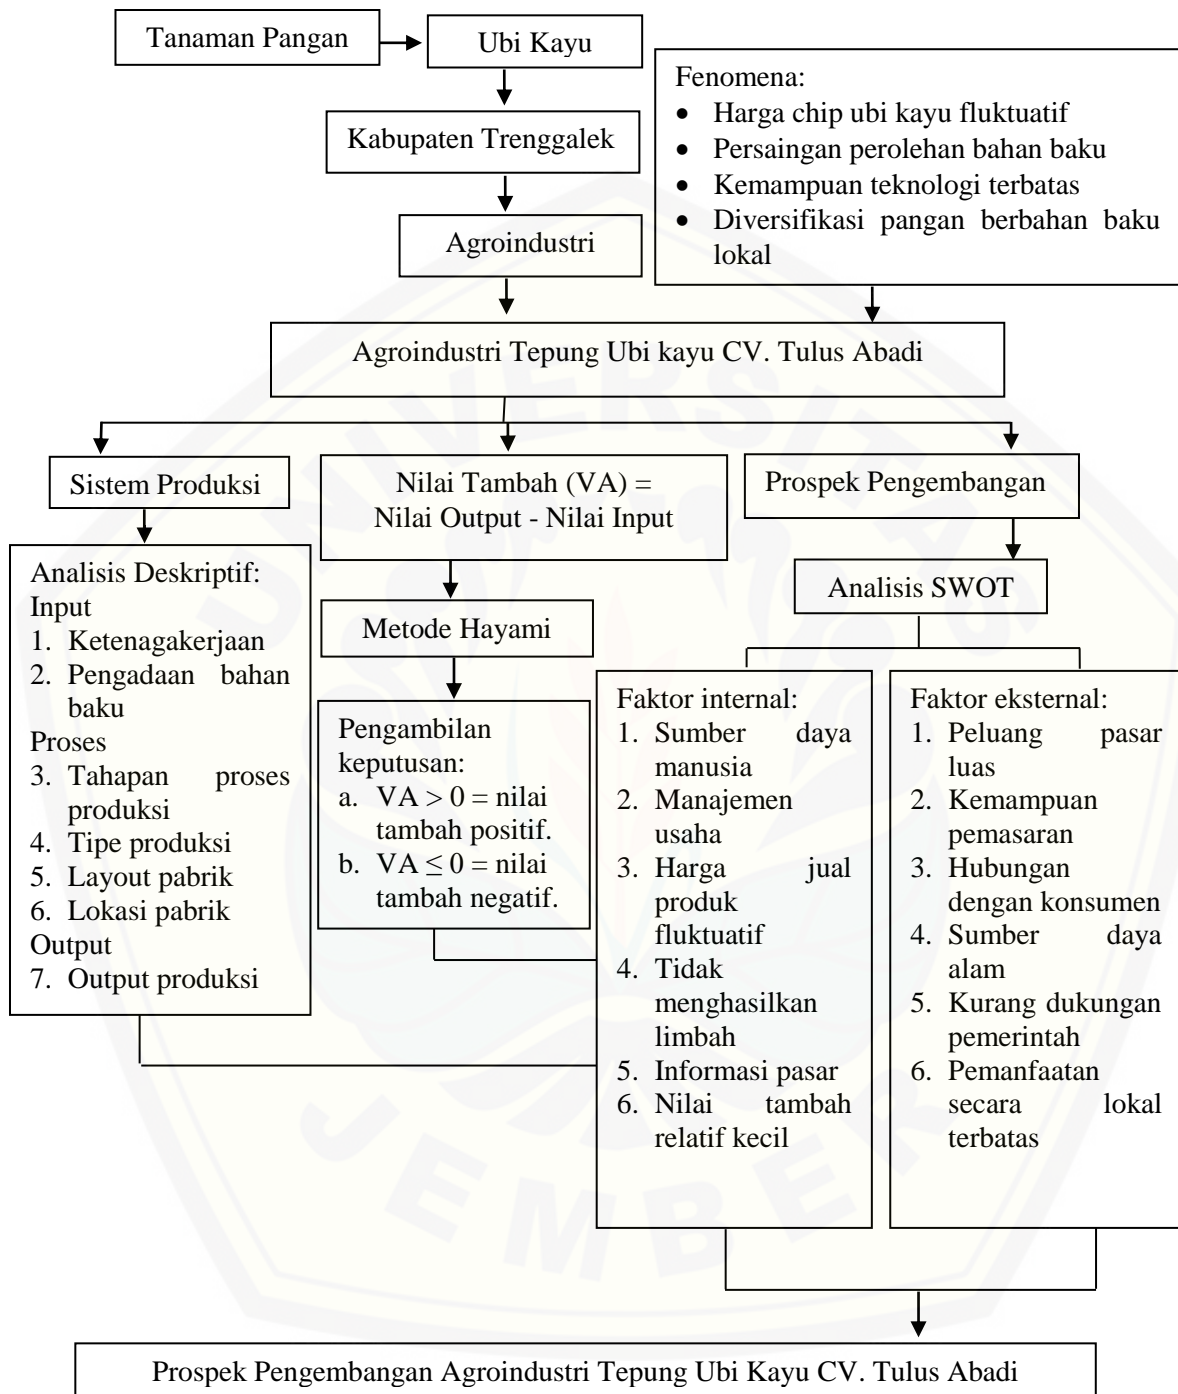 Tanaman Pangan
Ubi Kayu
Kabupaten Trenggalek
Agroindustri
Fenomena:
• Harga chip ubi kayu fluktuatif
• Persaingan perolehan bahan baku
• Kemampuan teknologi terbatas
• Diversifikasi pangan berbahan baku
lokal
Agroindustri Tepung Ubi kayu CV. Tulus Abadi
Sistem Produksi
Analisis Deskriptif:
Input
1. Ketenagakerjaan
2. Pengadaan bahan
baku
Proses
3. Tahapan proses
produksi
4. Tipe produksi
5. Layout pabrik
6. Lokasi pabrik
Output
7. Output produksi
Nilai Tambah (VA) =
Nilai Output - Nilai Input
Metode Hayami
Pengambilan
keputusan:
a. VA > 0 = nilai
tambah positif.
b. VA ≤ 0 = nilai
tambah negatif.
Prospek Pengembangan
Analisis SWOT
Faktor internal:
1. Sumber daya
manusia
2. Manajemen
usaha
3. Harga jual
produk
fluktuatif
4. Tidak
menghasilkan
limbah
5. Informasi pasar
6. Nilai tambah
relatif kecil
Faktor eksternal:
1. Peluang pasar
luas
2. Kemampuan
pemasaran
3. Hubungan
dengan konsumen
4. Sumber daya
alam
5. Kurang dukungan
pemerintah
6. Pemanfaatan
secara lokal
terbatas
Prospek Pengembangan Agroindustri Tepung Ubi Kayu CV. Tulus Abadi
UNIVERSITAS
JEMBER